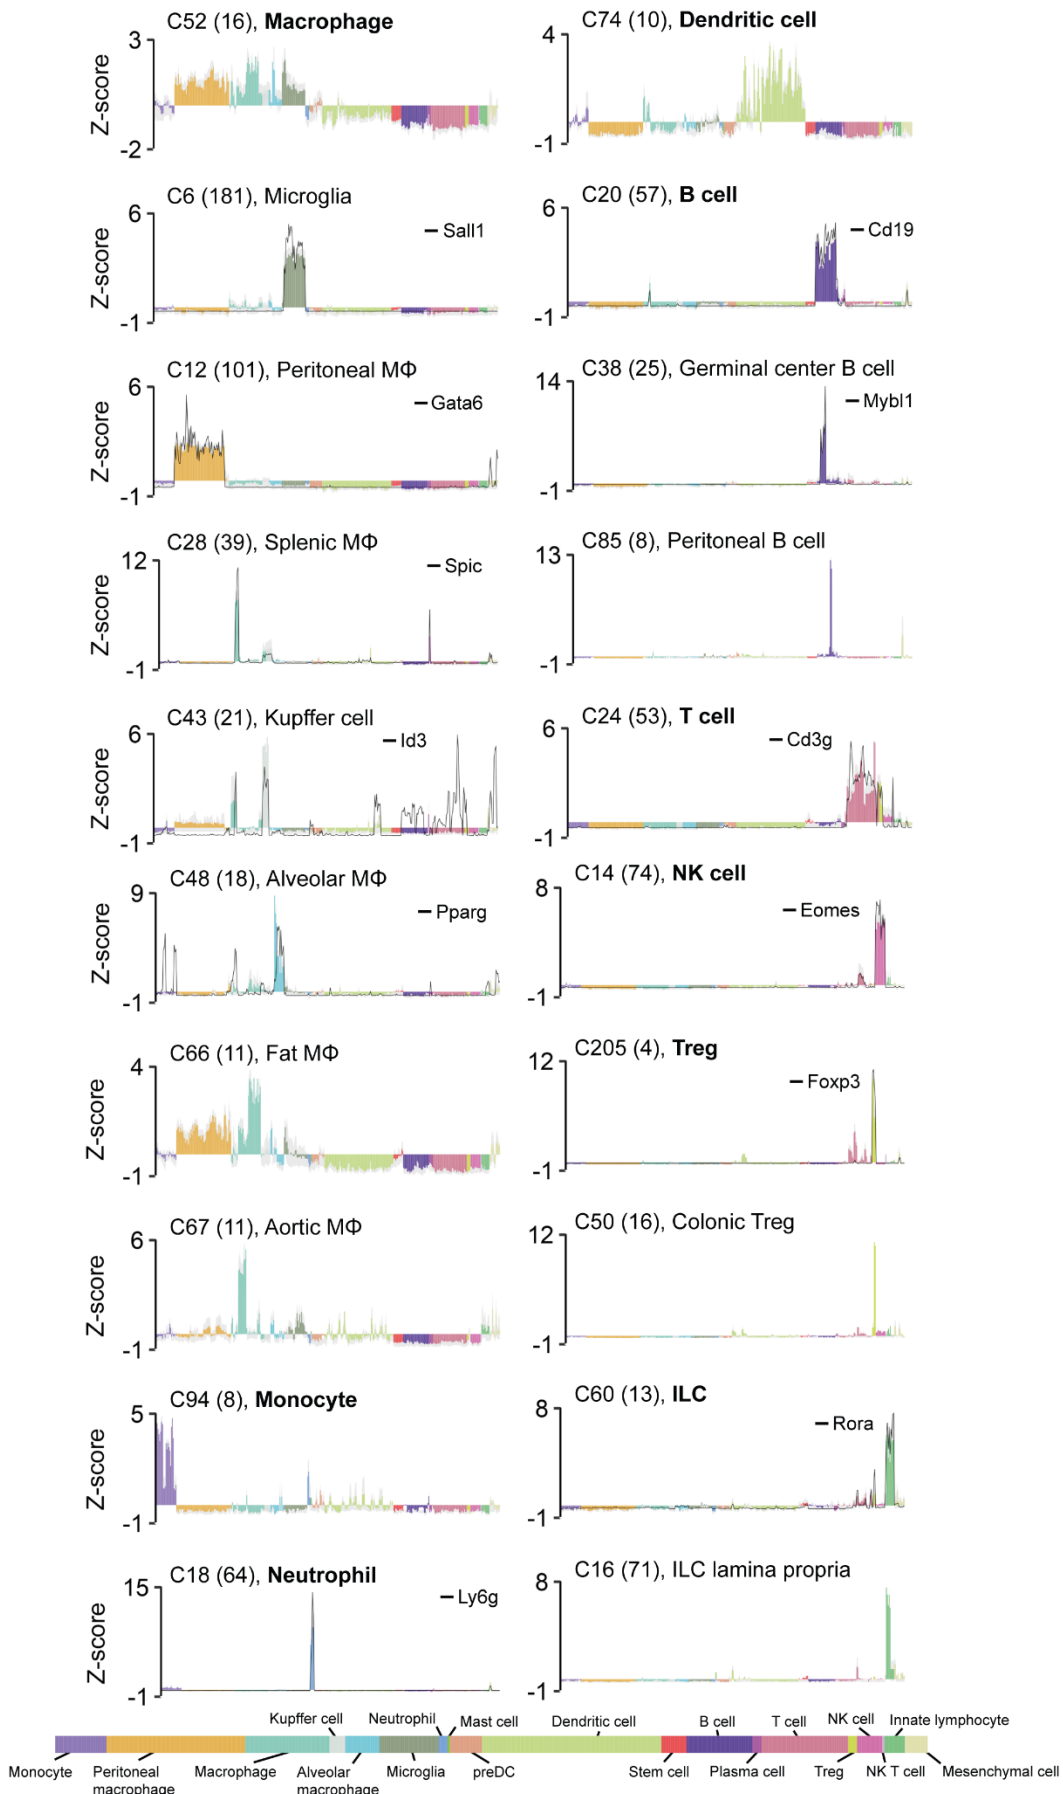 C52 (16), Macrophage
3
Z-score
-2
C74 (10), Dendritic cell
4
-1
C6 (181), Microglia
6
Z-score
Sall1
-1
C20 (57), B cell
6
Cd19
-1
C12 (101), Peritoneal MΦ
6
Z-score
Gata6
-1
C38 (25), Germinal center B cell
14
Mybl1
-1
C28 (39), Splenic MΦ
12
Z-score
Spic
-1
C85 (8), Peritoneal B cell
13
-1
C43 (21), Kupffer cell
6
Z-score
Id3
-1
C24 (53), T cell
6
Cd3g
-1
C48 (18), Alveolar MΦ
9
Z-score
Pparg
-1
C14 (74), NK cell
8
Eomes
-1
C66 (11), Fat MΦ
4
Z-score
-1
C205 (4), Treg
12
Foxp3
-1
C67 (11), Aortic MΦ
6
Z-score
-1
C50 (16), Colonic Treg
12
-1
C94 (8), Monocyte
5
Z-score
-1
C60 (13), ILC
8
Rora
-1
C18 (64), Neutrophil
15
Z-score
Ly6g
-1
C16 (71), ILC lamina propria
8
-1
Kupffer cell
Neutrophil
Mast cell
Dendritic cell
B cell
T cell
NK cell
Innate lymphocyte
Monocyte
Peritoneal
macrophage
Macrophage
Alveolar
macrophage
Microglia
preDC
Stem cell
Plasma cell
Treg
NK T cell
Mesenchymal cell